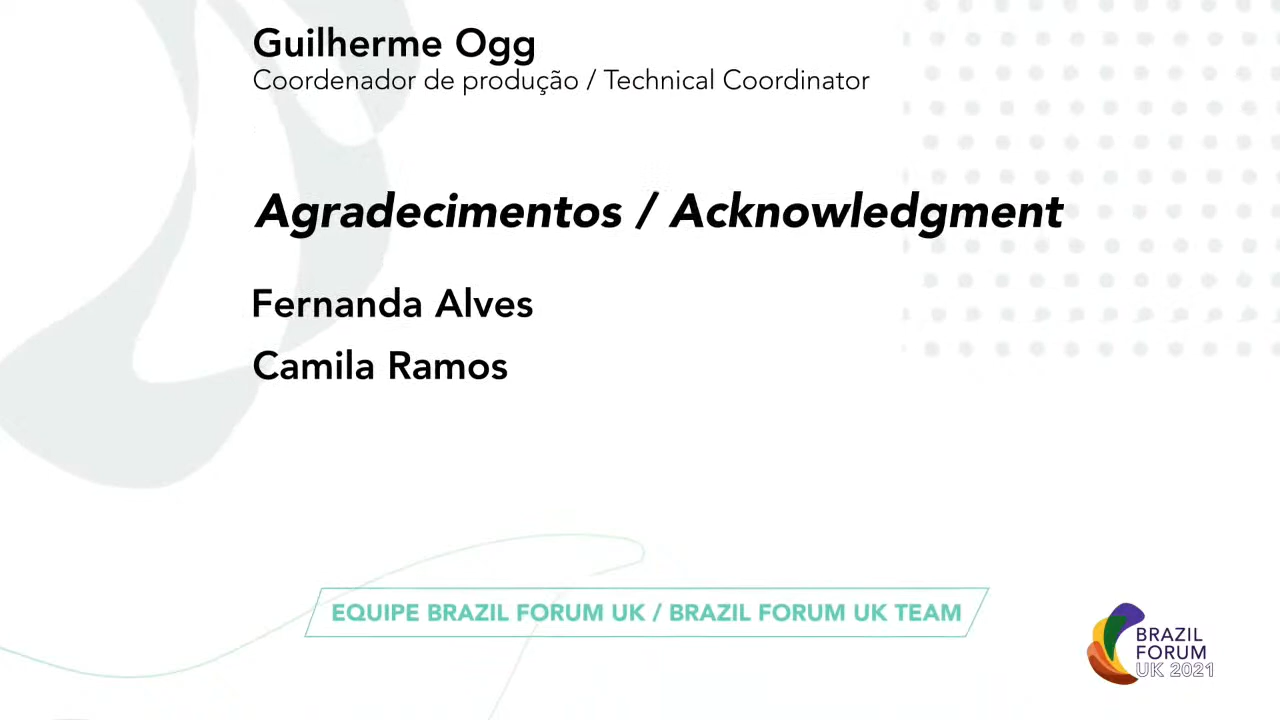 Guilherme Ogg
Coordenador de produção / Technical Coordinator
Agradecimentos / Acknowledgment
Fernanda Alves
Camila Ramos
EQUIPE BRAZIL FORUM UK / BRAZIL FORUM UK TEAM
BRAZIL
FORUM
UK 2021